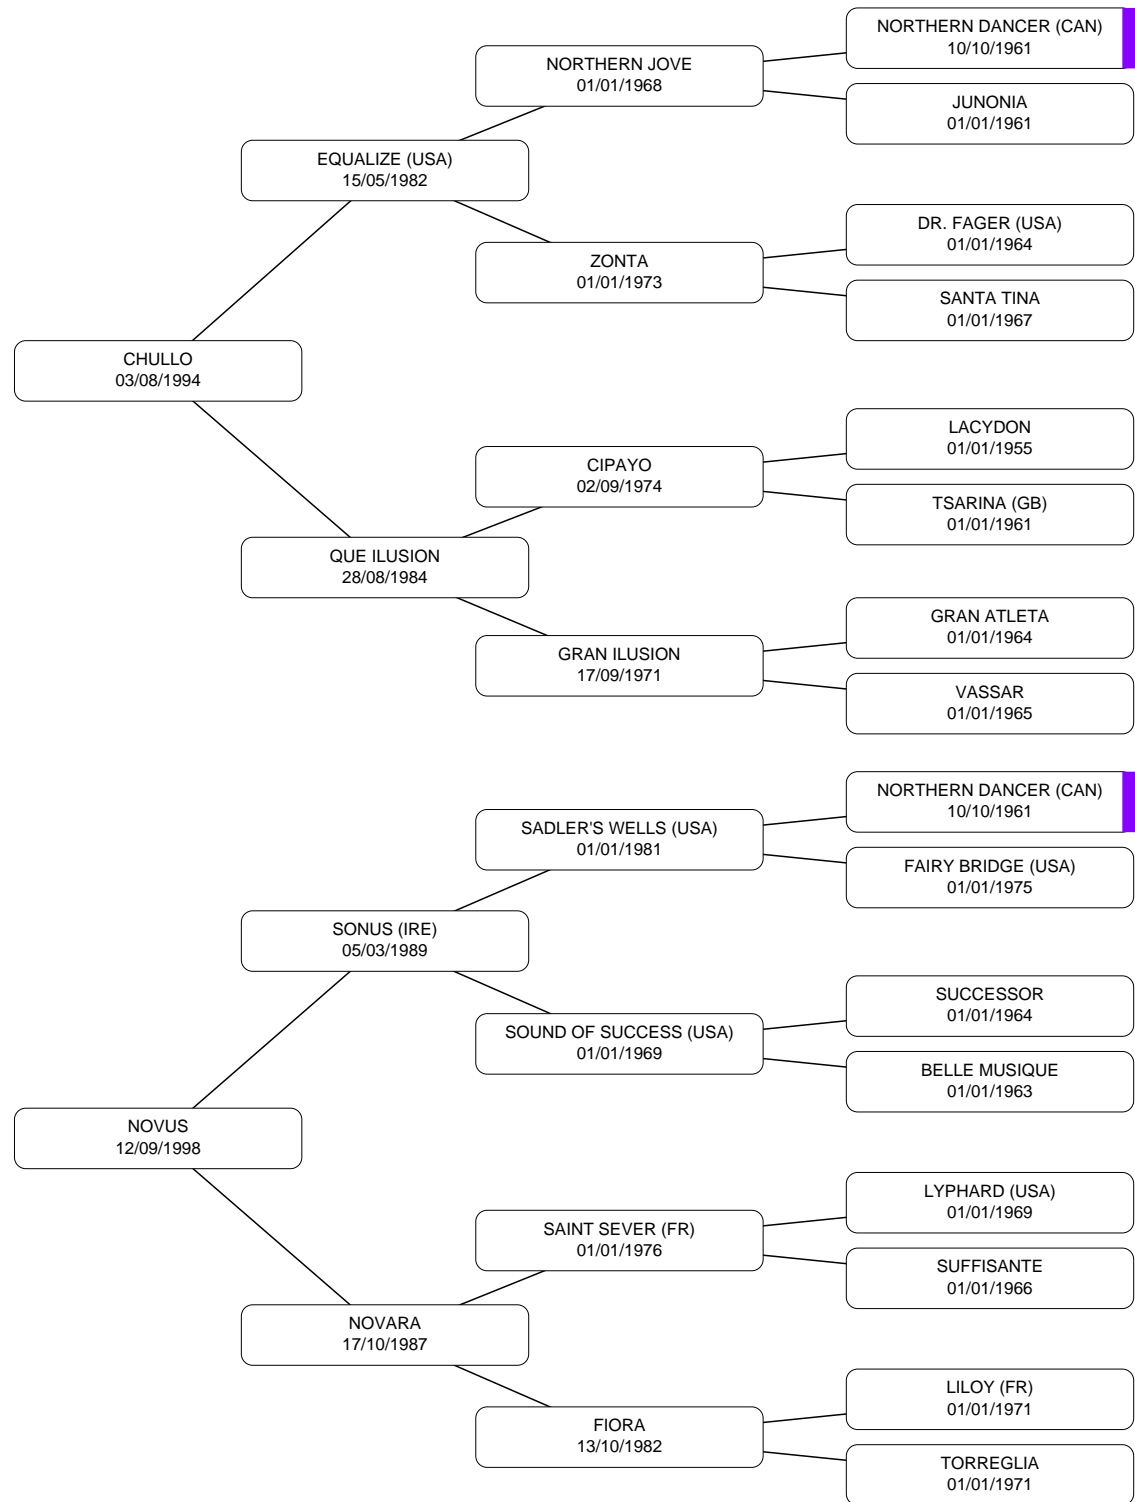 NORTHERN DANCER (CAN)
10/10/1961
NORTHERN JOVE
01/01/1968
JUNONIA
01/01/1961
EQUALIZE (USA)
15/05/1982
DR. FAGER (USA)
01/01/1964
ZONTA
01/01/1973
SANTA TINA
01/01/1967
CHULLO
03/08/1994
LACYDON
01/01/1955
CIPAYO
02/09/1974
TSARINA (GB)
01/01/1961
QUE ILUSION
28/08/1984
GRAN ATLETA
01/01/1964
GRAN ILUSION
17/09/1971
VASSAR
01/01/1965
NORTHERN DANCER (CAN)
10/10/1961
SADLER'S WELLS (USA)
01/01/1981
FAIRY BRIDGE (USA)
01/01/1975
SONUS (IRE)
05/03/1989
SUCCESSOR
01/01/1964
SOUND OF SUCCESS (USA)
01/01/1969
BELLE MUSIQUE
01/01/1963
NOVUS
12/09/1998
LYPHARD (USA)
01/01/1969
SAINT SEVER (FR)
01/01/1976
SUFFISANTE
01/01/1966
NOVARA
17/10/1987
LILOY (FR)
01/01/1971
FIORA
13/10/1982
TORREGLIA
01/01/1971